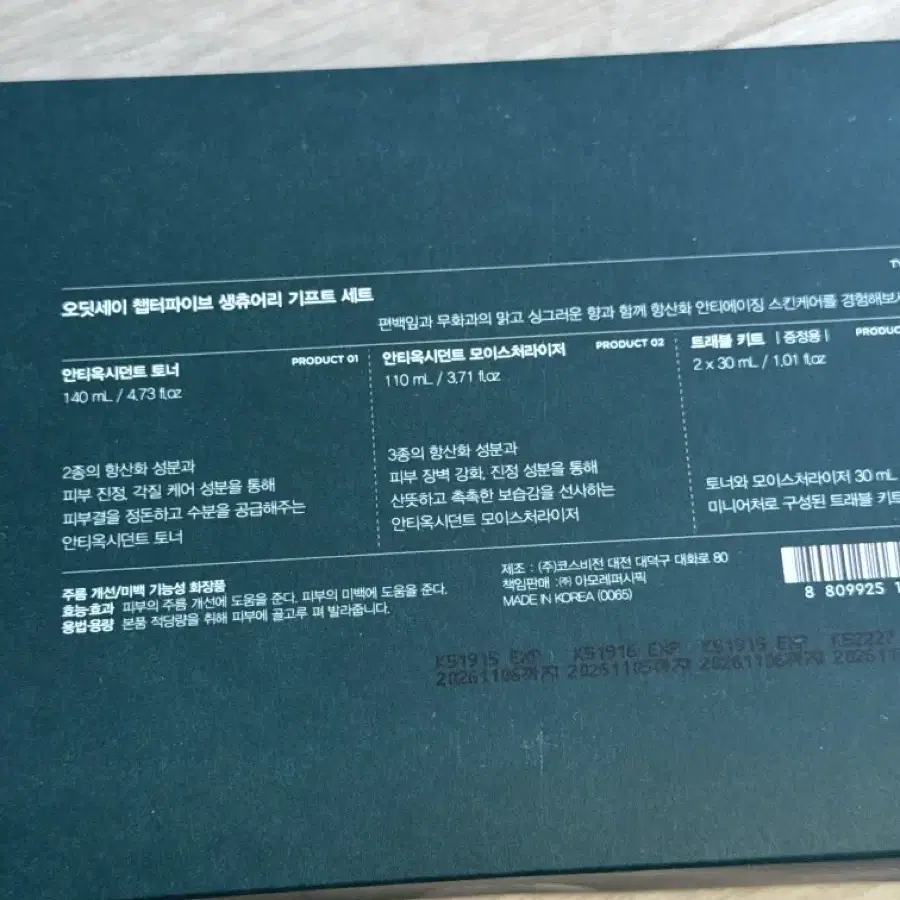 오딧세이 챕터파이브 생츄어리 기프트 세트
편백잎과 무화과의 맑고 싱그러운 향과 함께 항산화 안티에이징 스킨케어를 경험해보세
안티옥시던트 토너 PRODUCT 01
140 mL / 4.73 fl.oz
2종의 항산화 성분과
피부 진정, 각질 케어 성분을 통해
피부결을 정돈하고 수분을 공급해주는
안티옥시던트 토너
안티옥시던트 모이스처라이저 PRODUCT 02
110 mL / 3.71 fl.oz
3종의 항산화 성분과
피부 장벽 강화, 진정 성분을 통해
산뜻하고 촉촉한 보습감을 선사하는
안티옥시던트 모이스처라이저
트래블 키트 | 증정용 | PRODUC
2 x 30 mL / 1.01 fl.oz
토너와 모이스처라이저 30 mL
미니어처로 구성된 트래블 키트
주름 개선/미백 기능성 화장품
효능·효과 피부의 주름 개선에 도움을 준다. 피부의 미백에 도움을 준다.
용법·용량 본품 적당량을 취해 피부에 골고루 펴 발라줍니다.
제조 : (주)코스비전 대전 대덕구 대화로 80
책임판매 : ㈜ 아모레퍼시픽
MADE IN KOREA (0065)
8 809925 1
KS1915 EXP KS1916 EXP KS1915 EXP KS2227
20261106까지 20261105까지 20261106까지 202611